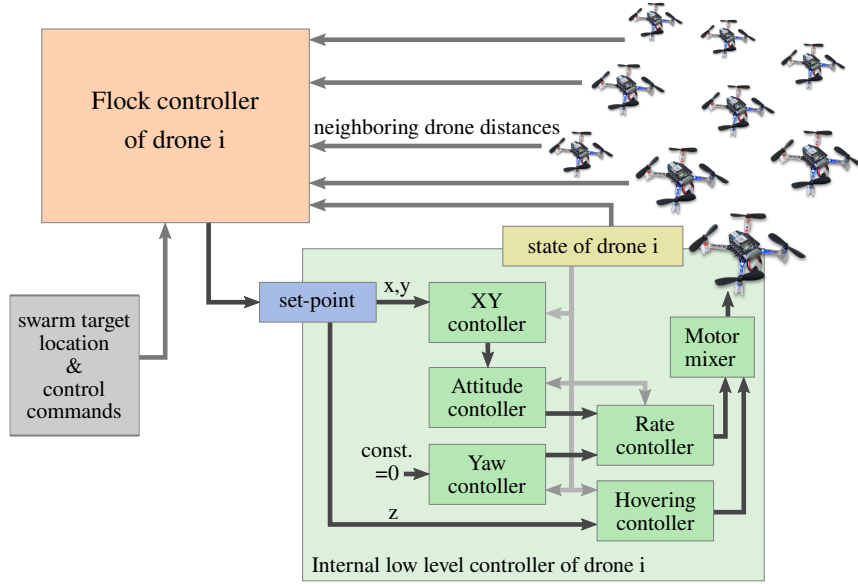 Flock controller
of drone i
neighboring drone distances
state of drone i
swarm target
location
&
control
commands
set-point
x,y
XY
contoller
Motor
mixer
Attitude
contoller
Rate
contoller
const.
=0
Yaw
contoller
Hovering
contoller
z
Internal low level controller of drone i